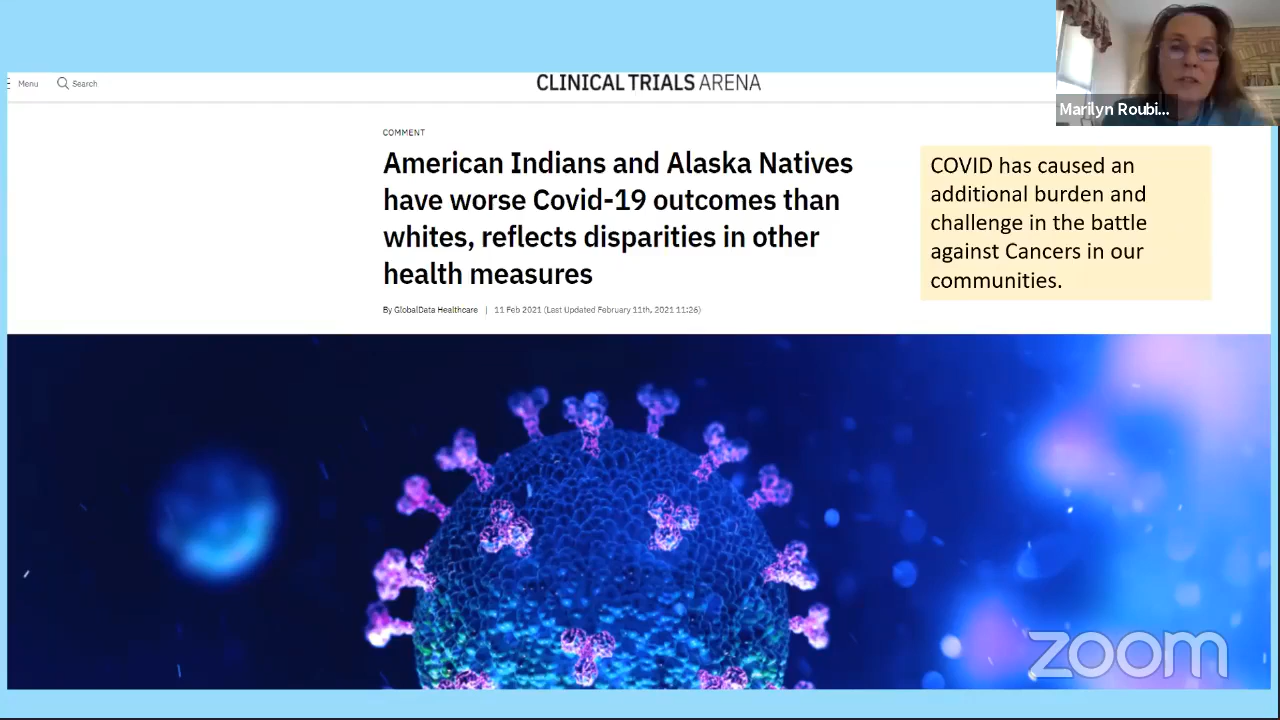 Menu
Search
CLINICAL TRIALS ARENA
Marilyn Roubi...
COMMENT
American Indians and Alaska Natives
have worse Covid-19 outcomes than
whites, reflects disparities in other
health measures
By GlobalData Healthcare | 11 Feb 2021 (Last Updated February 11th, 2021 11:26)
COVID has caused an
additional burden and
challenge in the battle
against Cancers in our
communities.
zoom